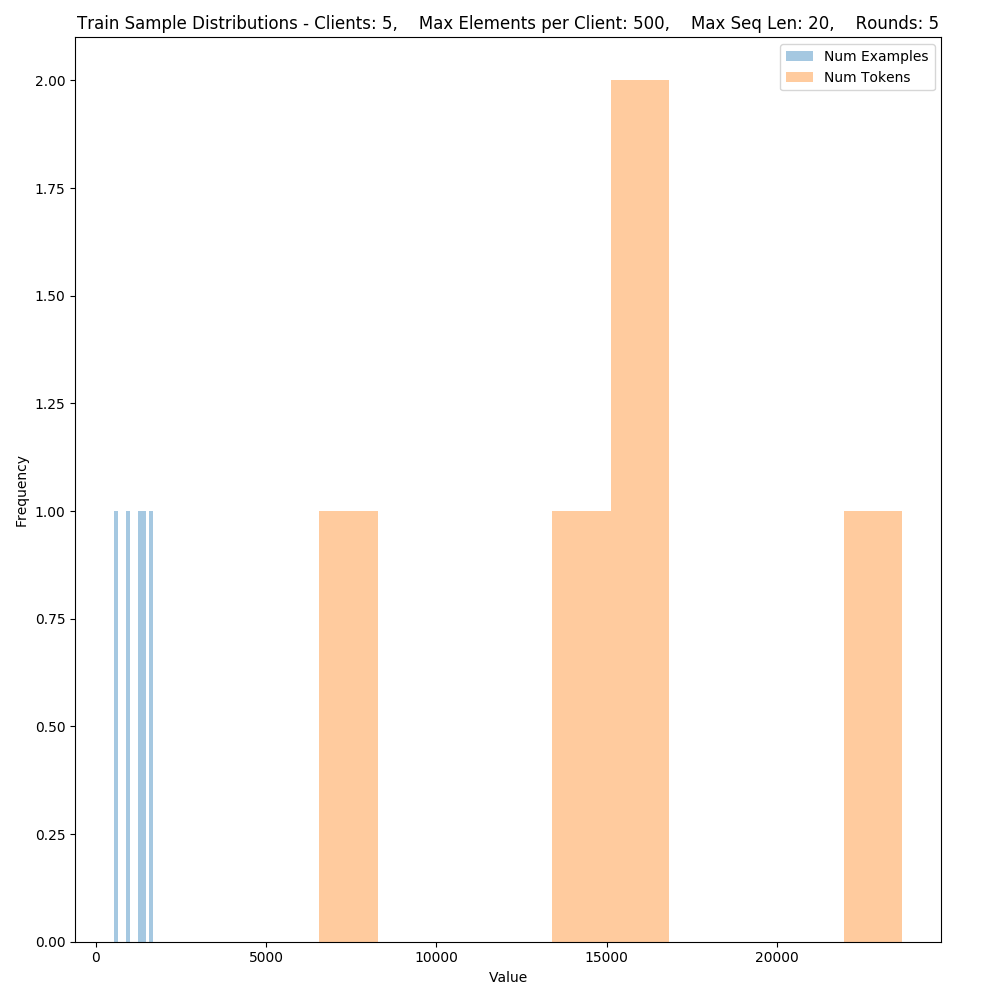 Train Sample Distributions - Clients: 5,    Max Elements per Client: 500,    Max Seq Len: 20,    Rounds: 5
Num Examples
Num Tokens
2.00
1.75
1.50
1.25
1.00
0.75
0.50
0.25
0.00
Frequency
0 5000 10000 15000 20000
Value